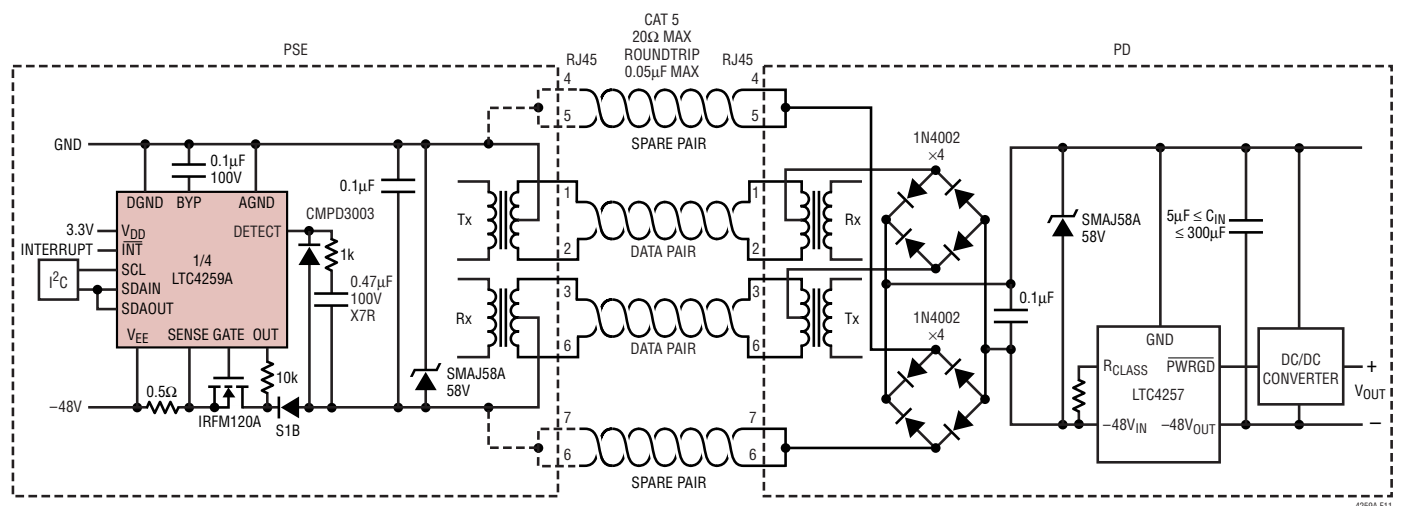 CAT 5
20Ω MAX
ROUNDTRIP
0.05µF MAX
PSE
RJ45
RJ45
PD
4
5
4
5
SPARE PAIR
GND
0.1µF
100V
0.1µF
DGND BYP AGND
CMPD3003
DETECT
3.3V
VDD
INTERRUPT
INT
SCL
I2C
SDAIN
SDAOUT
1/4
LTC4259A
1k
0.47µF
100V
X7R
VEE SENSE GATE OUT
10k
0.5Ω
–48V
IRFM120A
S1B
SMAJ58A
58V
Tx
1
2
DATA PAIR
1
2
Rx
Rx
3
6
DATA PAIR
3
6
Tx
7
6
SPARE PAIR
7
6
1N4002
×4
1N4002
×4
0.1µF
SMAJ58A
58V
5µF ≤ CIN
≤ 300µF
GND
RCLASS
PWRGD
LTC4257
–48VIN –48VOUT
DC/DC
CONVERTER
+
VOUT
–
4259A F11